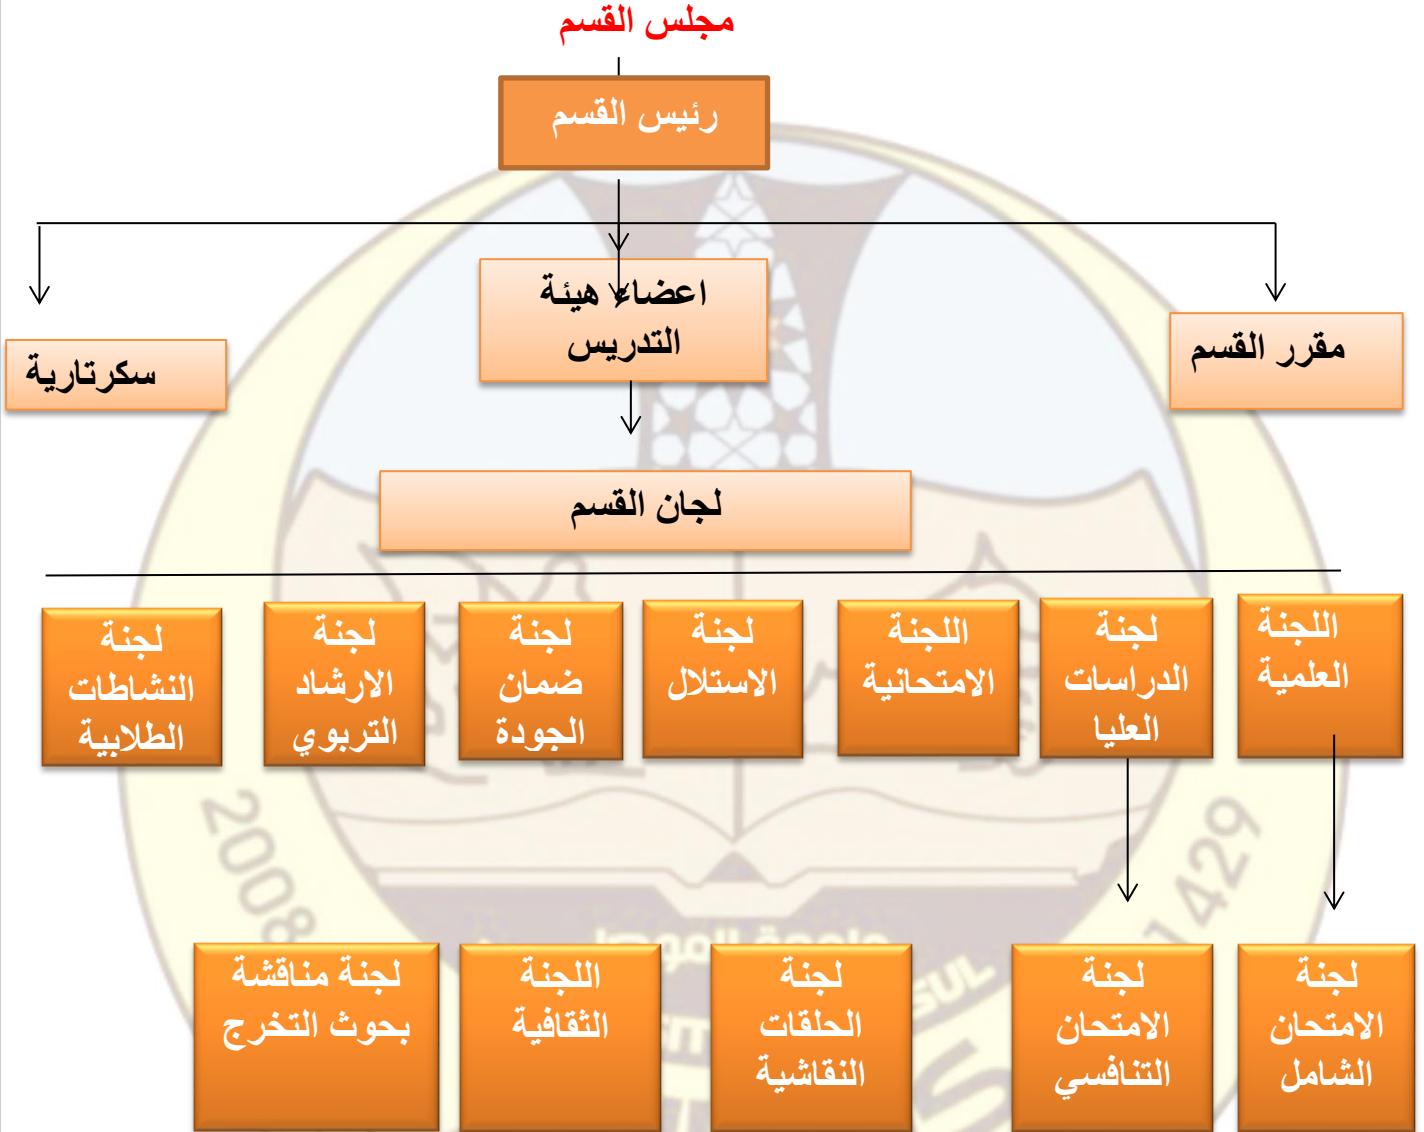 مجلس القسم
رئيس القسم
مقرر القسم
اعضاء هيئة
التدريس
سكرتارية
لجان القسم
اللجنة
العلمية
لجنة
الدراسات
العليا
اللجنة
الامتحانية
لجنة
الاستلال
لجنة
ضمان
الجودة
لجنة
الارشاد
التربوي
لجنة
النشاطات
الطلابية
لجنة
الامتحان
الشامل
لجنة
الامتحان
التنافسي
لجنة
الحلقات
النقاشية
اللجنة
الثقافية
لجنة مناقشة
بحوث التخرج
2008
1429